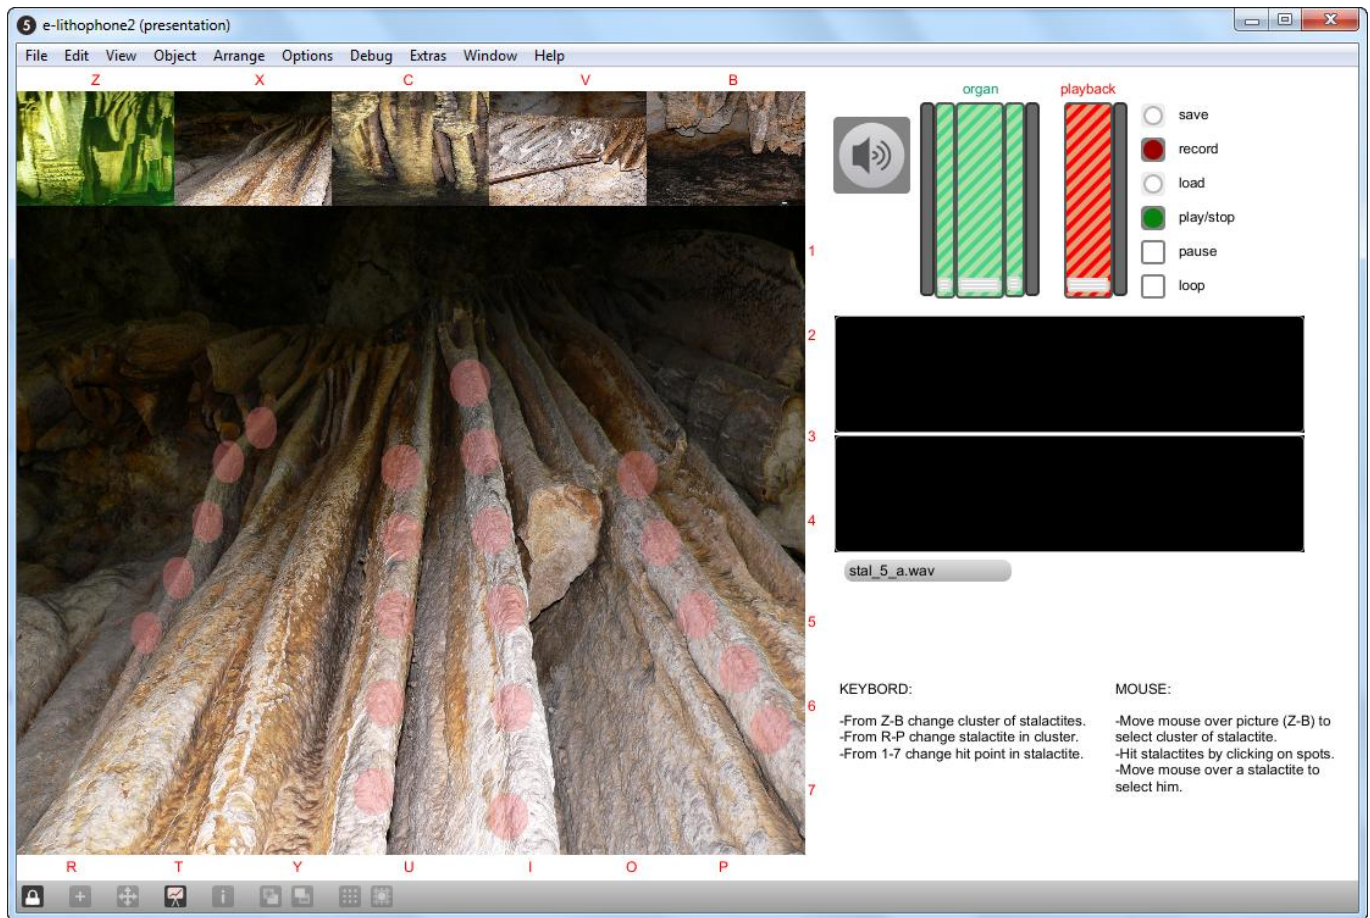 e-lithophone2 (presentation)
File Edit View Object Arrange Options Debug Extras Window Help
Z X C V B
organ playback
save
record
load
play/stop
pause
loop
1
2
3
4
5
6
7
stal_5_a.wav
KEYBORD:
-From Z-B change cluster of stalactites.
-From R-P change stalactite in cluster.
-From 1-7 change hit point in stalactite.
MOUSE:
-Move mouse over picture (Z-B) to
select cluster of stalactite.
-Hit stalactites by clicking on spots.
-Move mouse over a stalactite to
select him.
R T Y U I O P